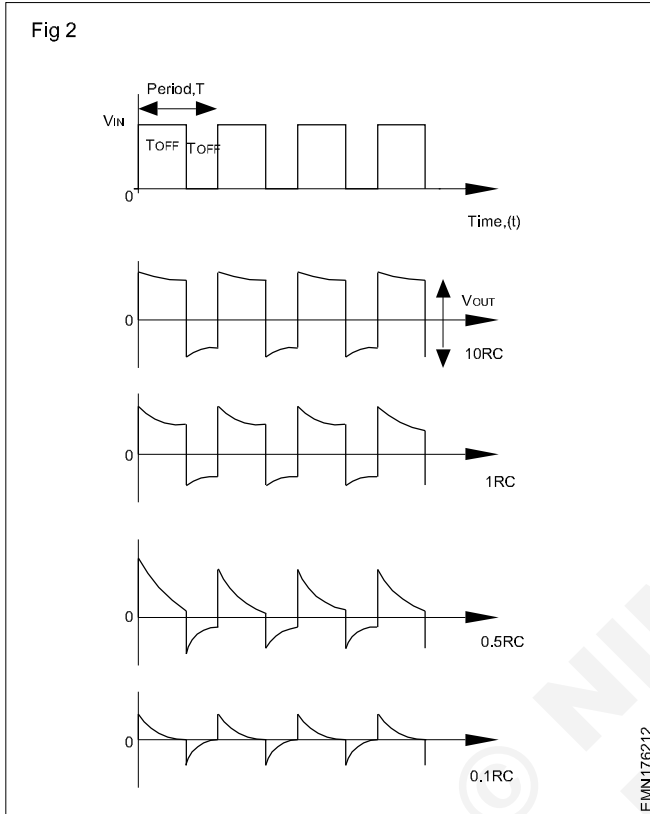 Fig 2
Period,T
VIN
TOFF TOFF
0
Time,(t)
0
VOUT
10RC
0
1RC
0
0.5RC
0
0.1RC
© NI
EMN176212